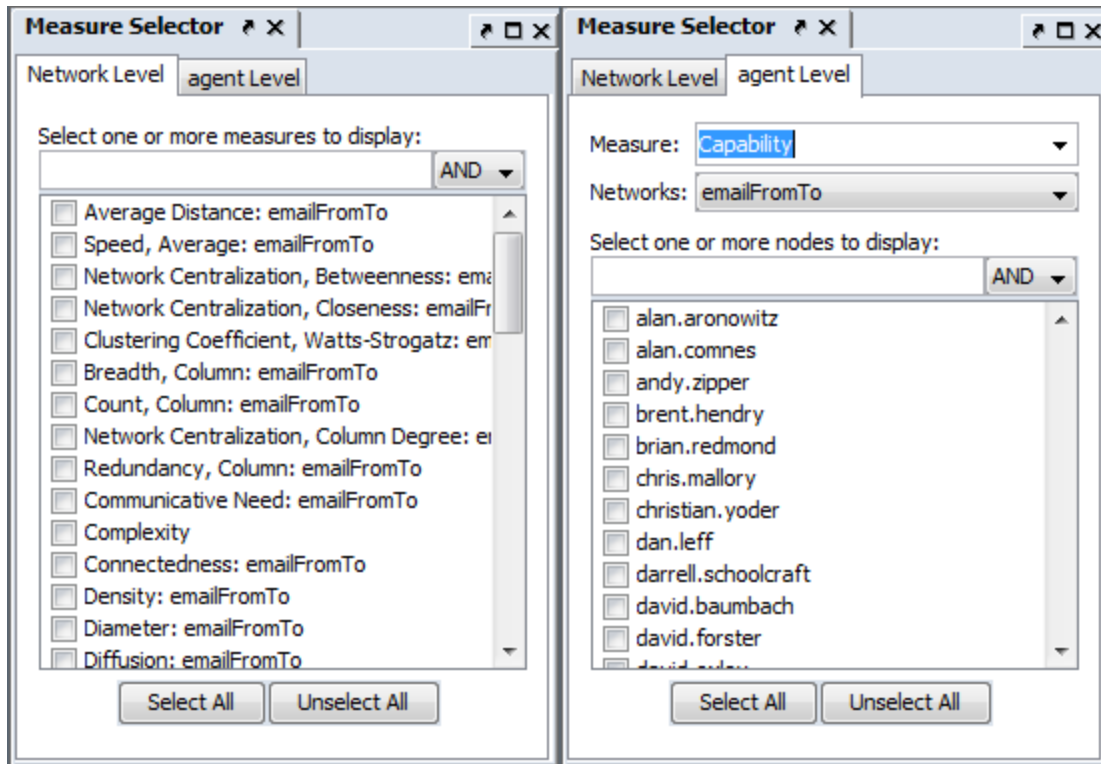 Measure Selector
Network Level agent Level
Select one or more measures to display:
AND
Average Distance: emailFromTo
Speed, Average: emailFromTo
Network Centralization, Betweenness: ema
Network Centralization, Closeness: emailFr
Clustering Coefficient, Watts-Strogatz: em
Breadth, Column: emailFromTo
Count, Column: emailFromTo
Network Centralization, Column Degree: er
Redundancy, Column: emailFromTo
Communicative Need: emailFromTo
Complexity
Connectedness: emailFromTo
Density: emailFromTo
Diameter: emailFromTo
Diffusion: emailFromTo
Select All Unselect All
Measure Selector
Network Level agent Level
Measure: Capability
Networks: emailFromTo
Select one or more nodes to display:
AND
alan.aronowitz
alan.comnes
andy.zipper
brent.hendry
brian.redmond
chris.mallory
christian.yoder
dan.leff
darrell.schoolcraft
david.baumbach
david.forster
Select All Unselect All